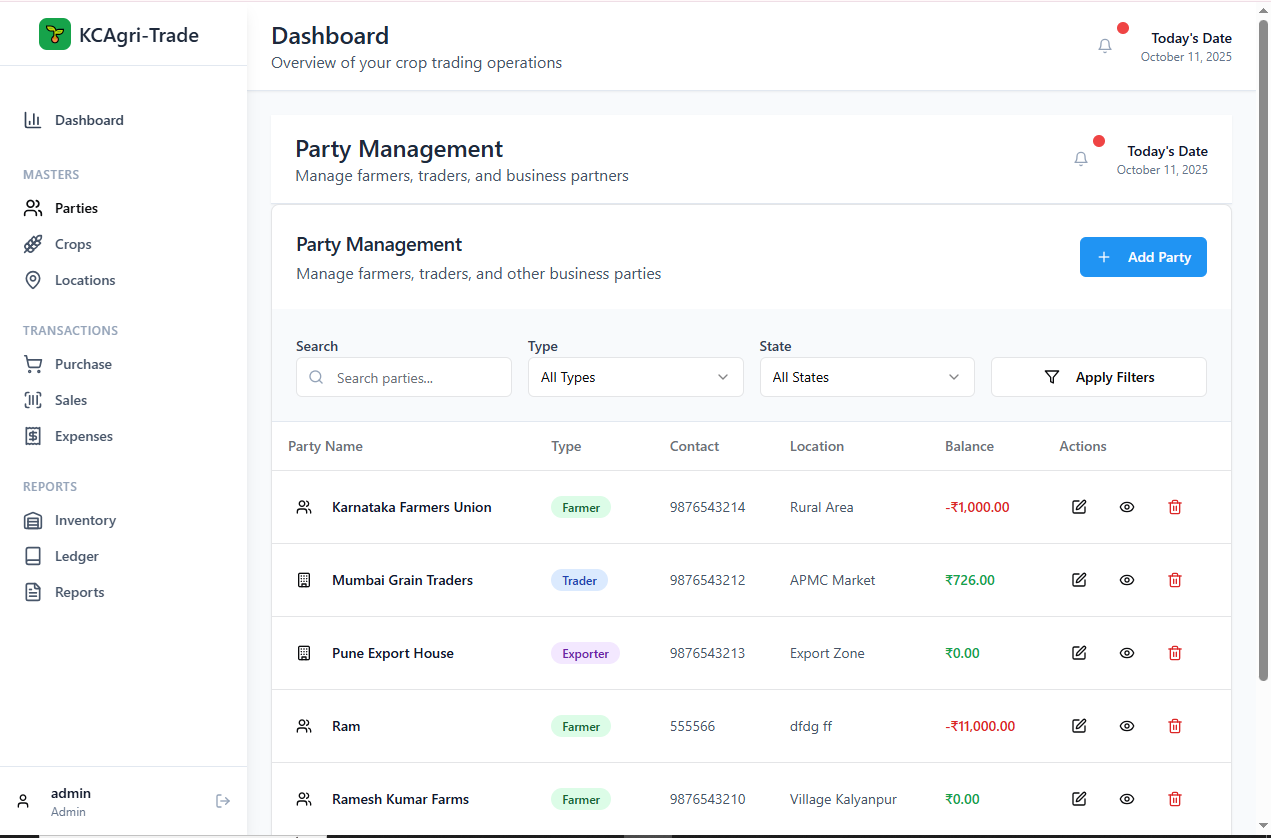 KCAgri-Trade
Dashboard
MASTERS
Parties
Crops
Locations
TRANSACTIONS
Purchase
Sales
Expenses
REPORTS
Inventory
Ledger
Reports
admin
Admin
Dashboard
Overview of your crop trading operations
Today's Date
October 11, 2025
Party Management
Manage farmers, traders, and business partners
Today's Date
October 11, 2025
Party Management
Manage farmers, traders, and other business parties
Add Party
Search Type State
Search parties... All Types All States Apply Filters
Party Name Type Contact Location Balance Actions
Karnataka Farmers Union Farmer 9876543214 Rural Area -₹1,000.00
Mumbai Grain Traders Trader 9876543212 APMC Market ₹726.00
Pune Export House Exporter 9876543213 Export Zone ₹0.00
Ram Farmer 555566 dfdg ff -₹11,000.00
Ramesh Kumar Farms Farmer 9876543210 Village Kalyanpur ₹0.00